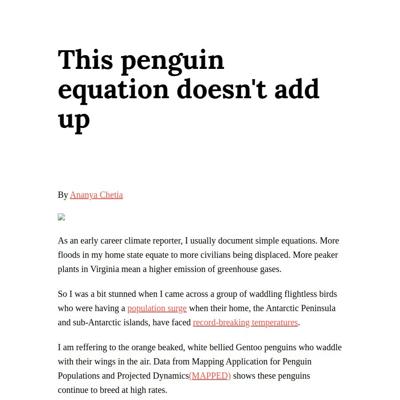 This penguin
equation doesn't add
up
By Ananya Chetia
As an early career climate reporter, I usually document simple equations. More
floods in my home state equate to more civilians being displaced. More peaker
plants in Virginia mean a higher emission of greenhouse gases.
So I was a bit stunned when I came across a group of waddling flightless birds
who were having a population surge when their home, the Antarctic Peninsula
and sub-Antarctic islands, have faced record-breaking temperatures.
I am reffering to the orange beaked, white bellied Gentoo penguins who waddle
with their wings in the air. Data from Mapping Application for Penguin
Populations and Projected Dynamics(MAPPED) shows these penguins
continue to breed at high rates.